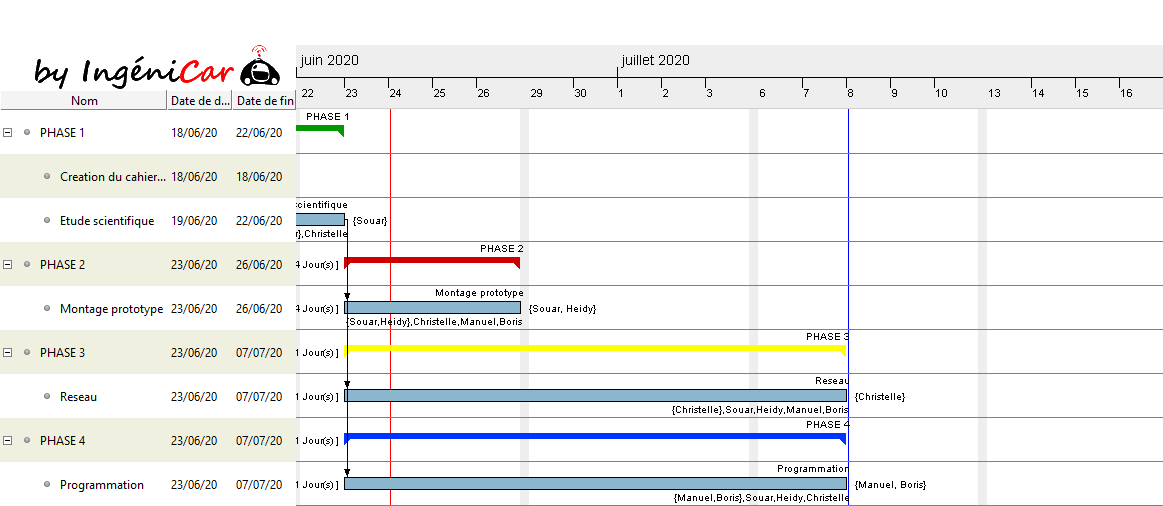 by IngéniCar
juin 2020 juillet 2020
22 23 24 25 26 29 30 1 2 3 6 7 8 9 10 13 14 15 16
Nom Date de d... Date de fin
PHASE 1
PHASE 1 18/06/20 22/06/20
Creation du cahier... 18/06/20 18/06/20
scientifique
Etude scientifique 19/06/20 22/06/20 {Souar}
r},Christelle
PHASE 2
PHASE 2 23/06/20 26/06/20 4 Jour(s) ]
Montage prototype
Montage prototype 23/06/20 26/06/20 4 Jour(s) ] {Souar, Heidy}
{Souar,Heidy},Christelle,Manuel,Boris
PHASE 3
PHASE 3 23/06/20 07/07/20 1 Jour(s) ]
Reseau
Reseau 23/06/20 07/07/20 1 Jour(s) ] {Christelle}
{Christelle},Souar,Heidy,Manuel,Boris
PHASE 4
PHASE 4 23/06/20 07/07/20 1 Jour(s) ]
Programmation
Programmation 23/06/20 07/07/20 1 Jour(s) ] {Manuel, Boris}
{Manuel,Boris},Souar,Heidy,Christelle